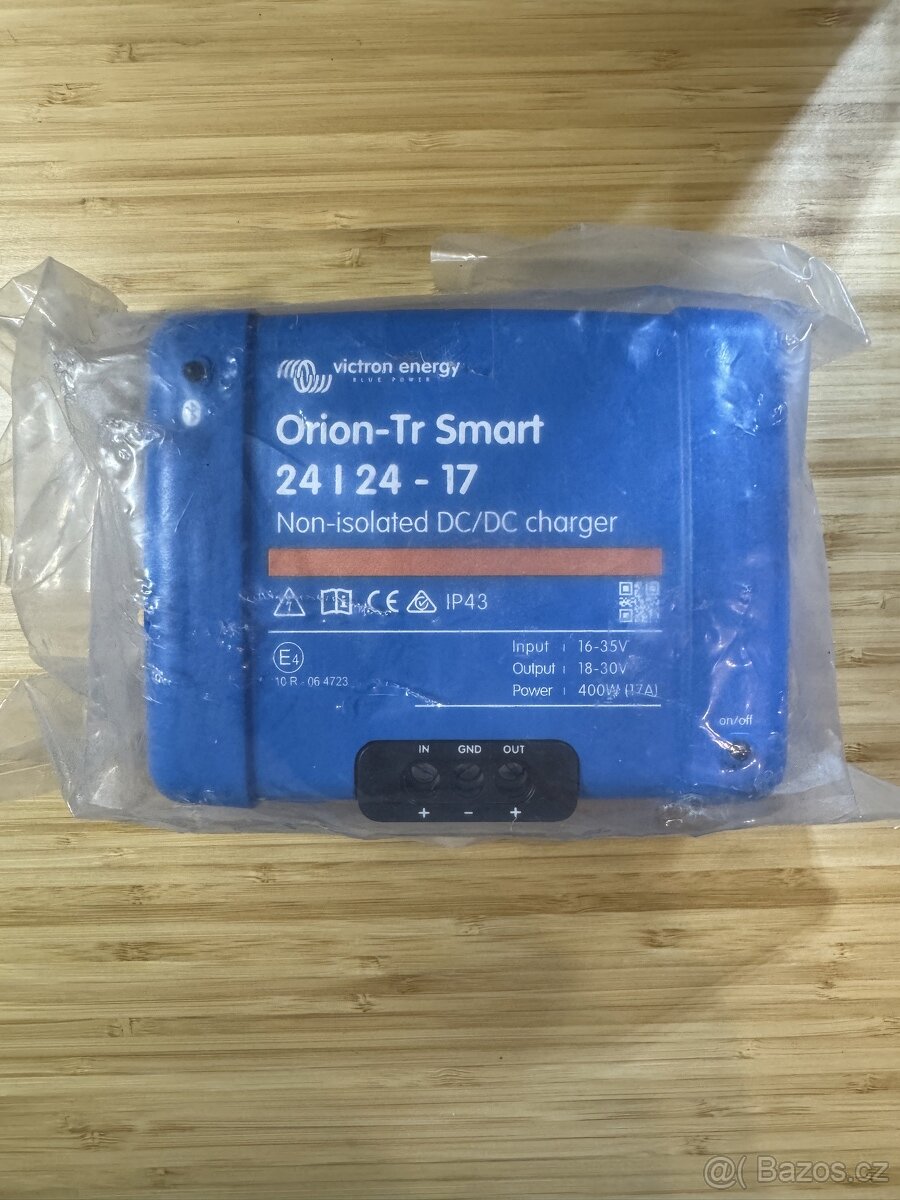 victron energy
BLUE POWER
Orion-Tr Smart
24 | 24 - 17
Non-isolated DC/DC charger
CE IP43
E4
10 R - 06 4723
Input | 16-35V
Output | 18-30V
Power | 400W (17A)
on/off
IN GND OUT
+ - +
@( Bazos.cz